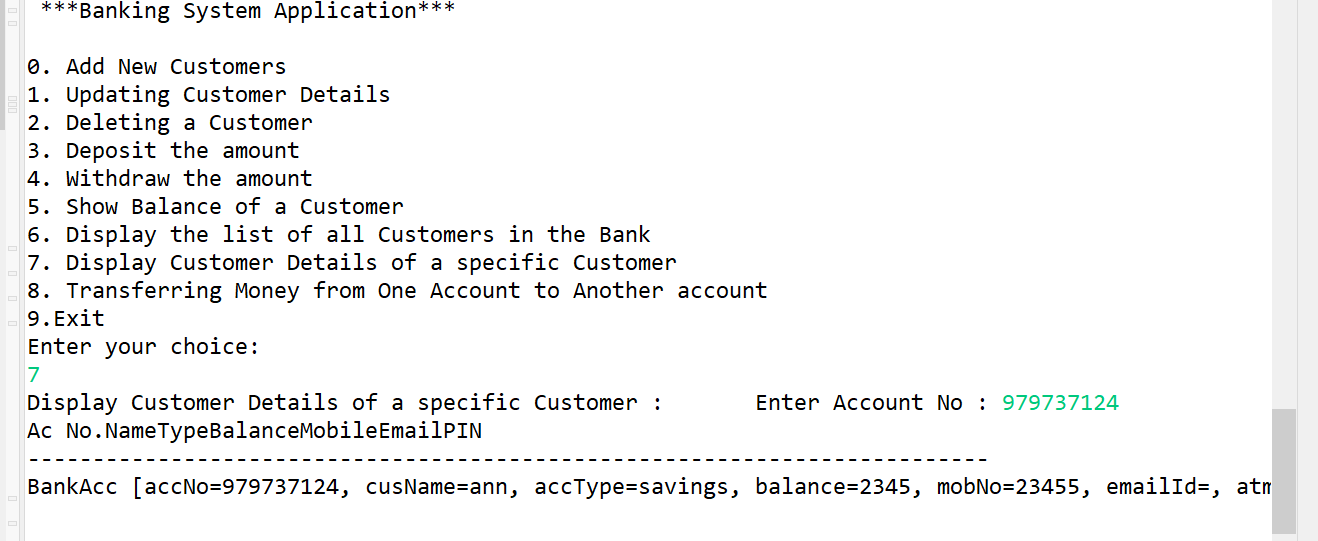 ***Banking System Application***
0. Add New Customers
1. Updating Customer Details
2. Deleting a Customer
3. Deposit the amount
4. Withdraw the amount
5. Show Balance of a Customer
6. Display the list of all Customers in the Bank
7. Display Customer Details of a specific Customer
8. Transferring Money from One Account to Another account
9.Exit
Enter your choice:
7
Display Customer Details of a specific Customer :       Enter Account No : 979737124
Ac No.NameTypeBalanceMobileEmailPIN
--------------------------------------------------------------------------
BankAcc [accNo=979737124, cusName=ann, accType=savings, balance=2345, mobNo=23455, emailId=, atm